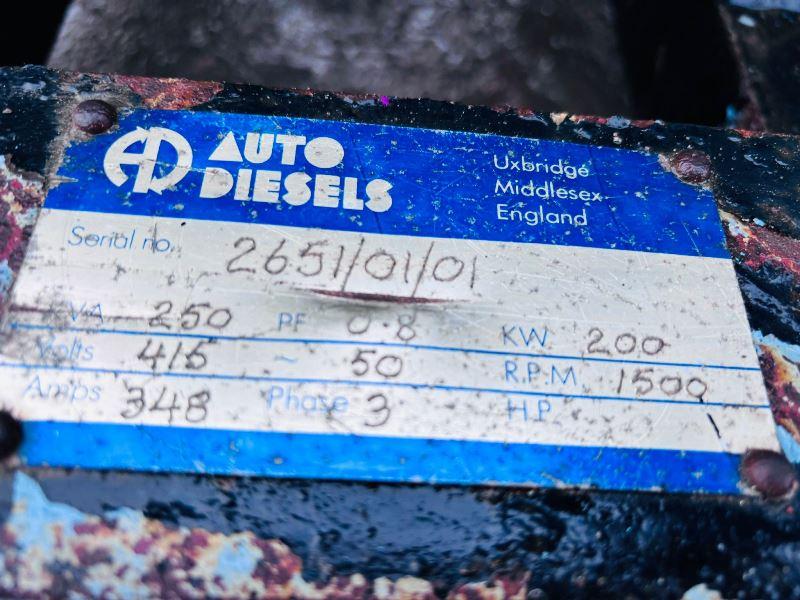 AD AUTO DIESELS
Uxbridge
Middlesex
England
Serial no. 2651/01/01
VA 250 PF 0.8 KW 200
Volts 415 ~ 50 R.P.M. 1500
Amps 348 Phase 3 H.P.